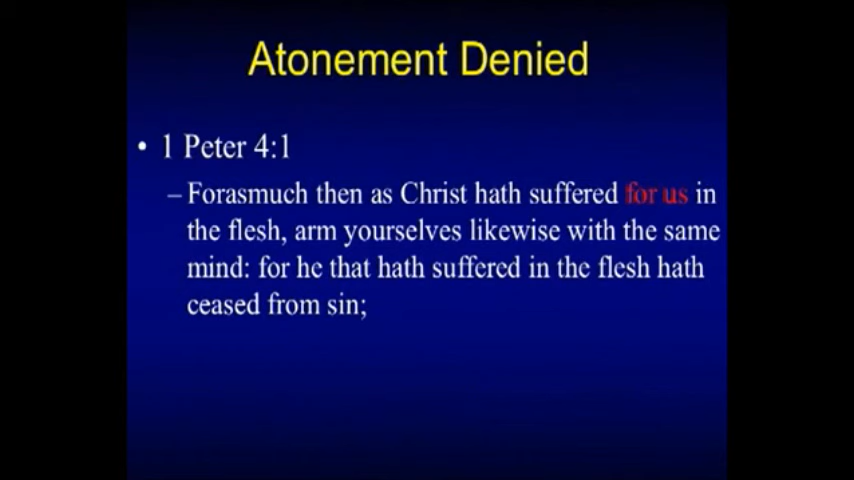 Atonement Denied
• 1 Peter 4:1
– Forasmuch then as Christ hath suffered for us in
the flesh, arm yourselves likewise with the same
mind: for he that hath suffered in the flesh hath
ceased from sin;